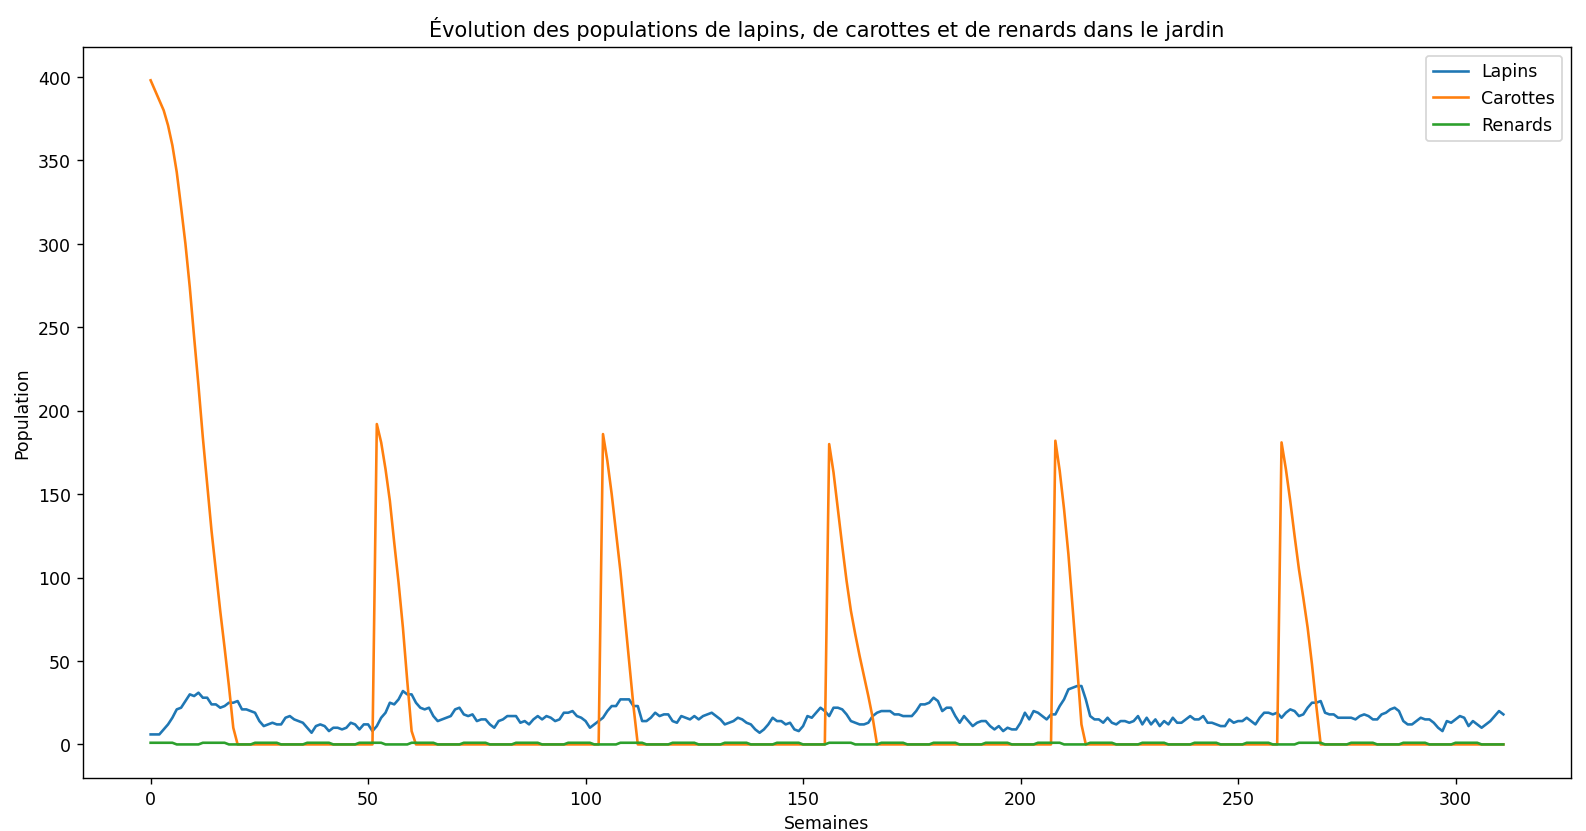 Évolution des populations de lapins, de carottes et de renards dans le jardin
Lapins
Carottes
Renards
Population
400
350
300
250
200
150
100
50
0
0 50 100 150 200 250 300
Semaines